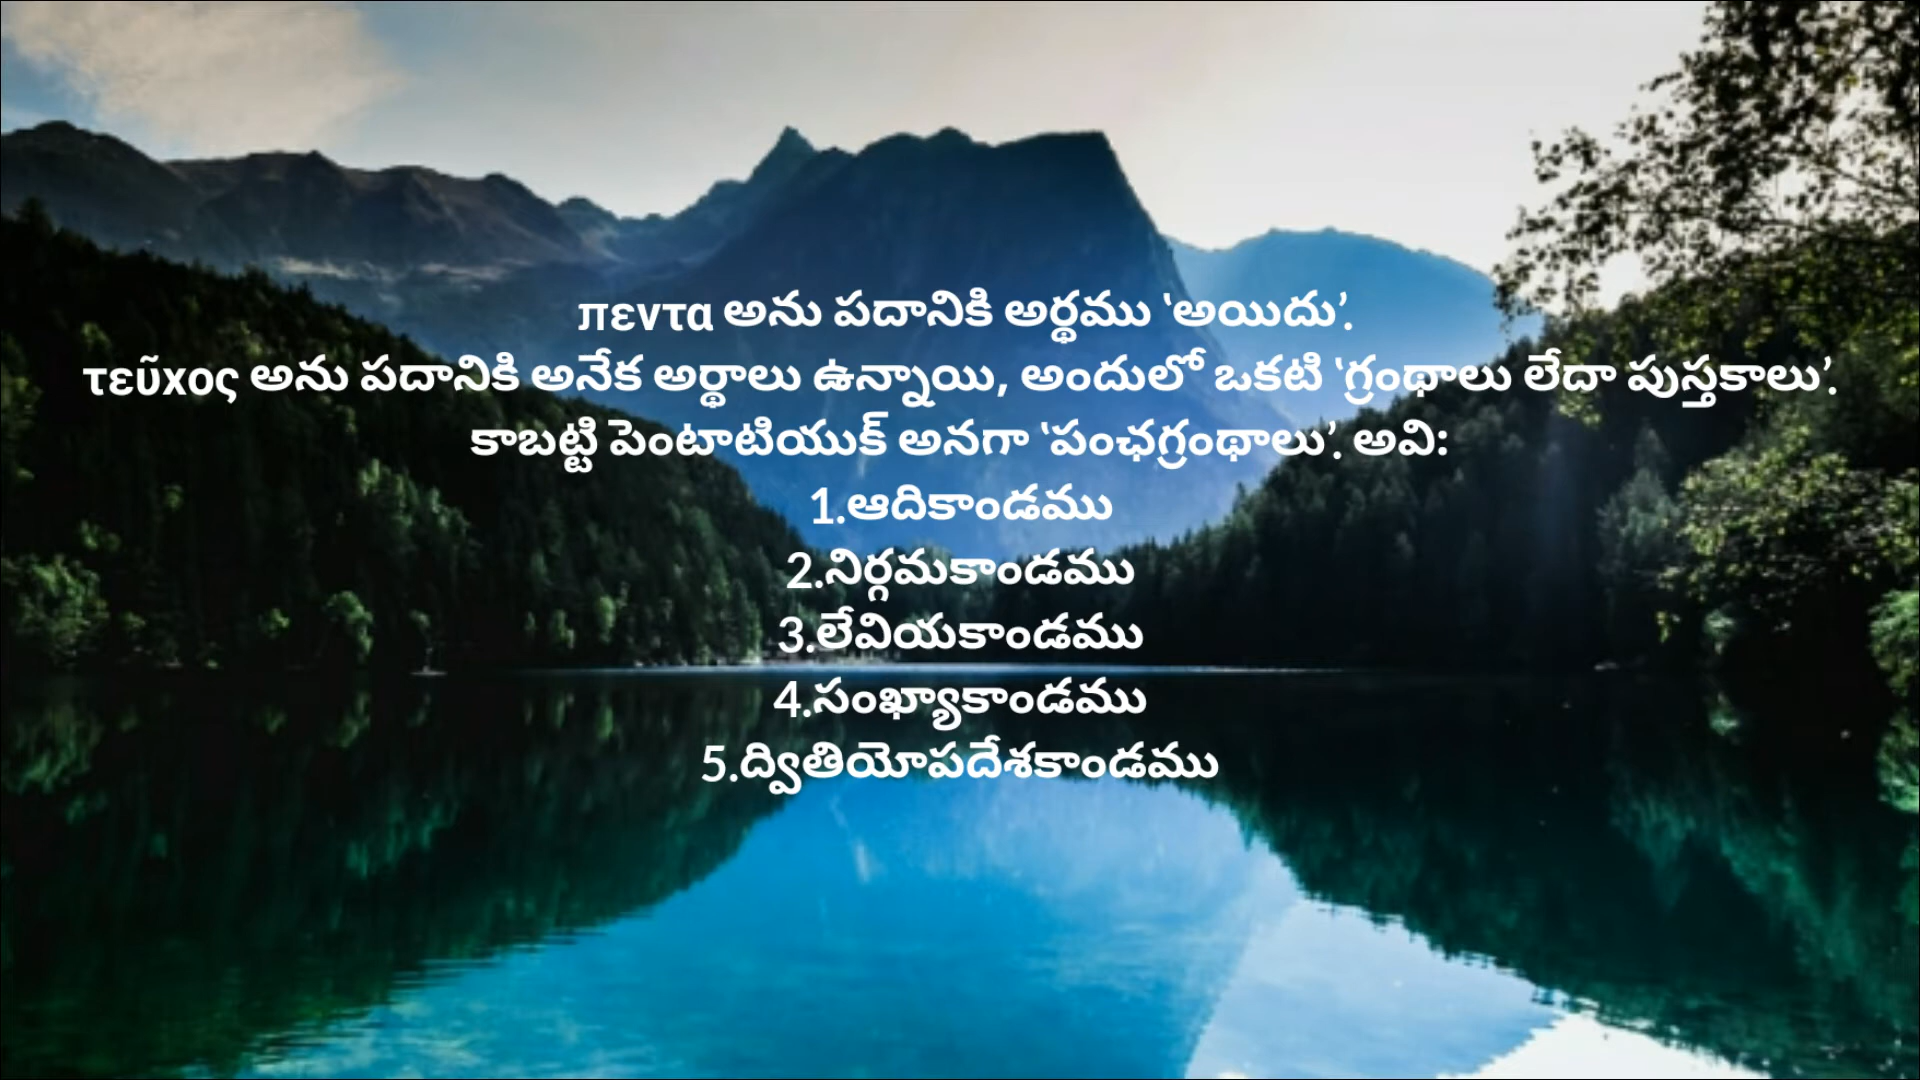 πεντα అను పదానికి అర్థము ‘అయిదు’.
τεῦχος అను పదానికి అనేక అర్థాలు ఉన్నాయి, అందులో ఒకటి ‘గ్రంథాలు లేదా పుస్తకాలు’.
కాబట్టి పెంటాటియుక్ అనగా ‘పంఛగ్రంథాలు’. అవి:
1.ఆదికాండము
2.నిర్గమకాండము
3.లేవియకాండము
4.సంఖ్యాకాండము
5.ద్వితియోపదేశకాండము